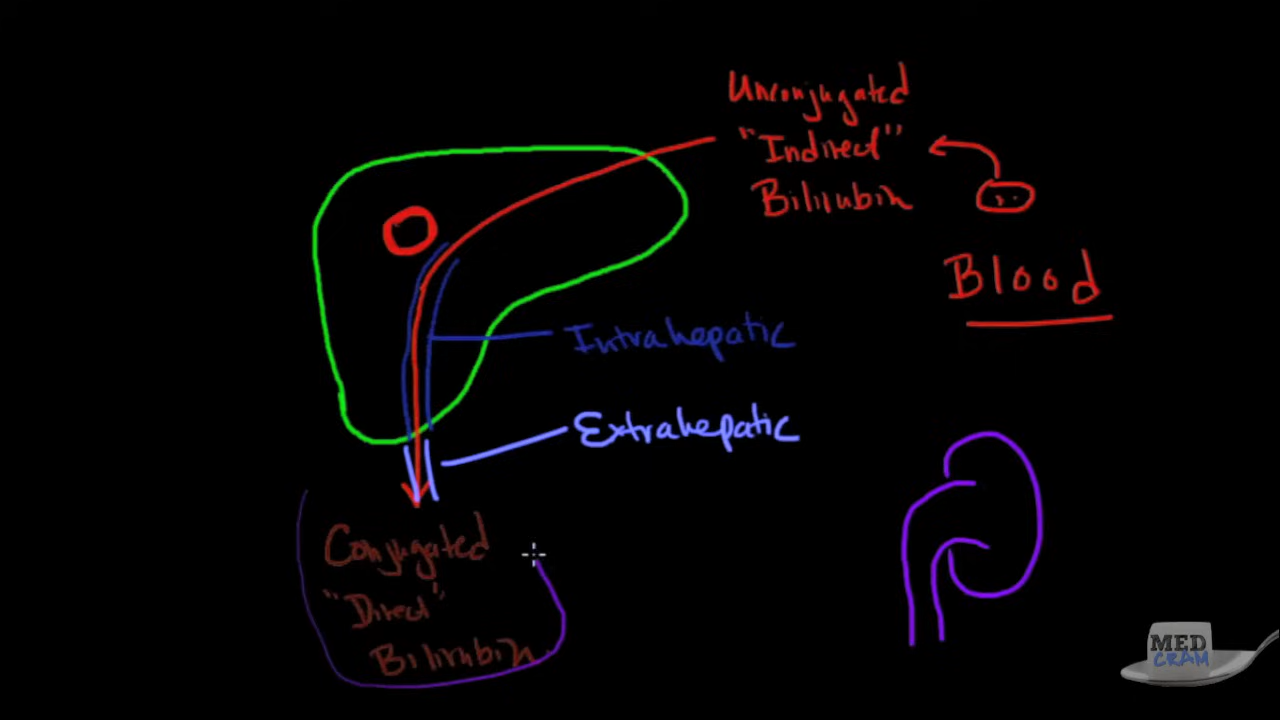 Unconjugated
"Indirect"
Bilirubin
Blood
Intrahepatic
Extrahepatic
Conjugated
"Direct"
Bilirubin
MED
CRAM